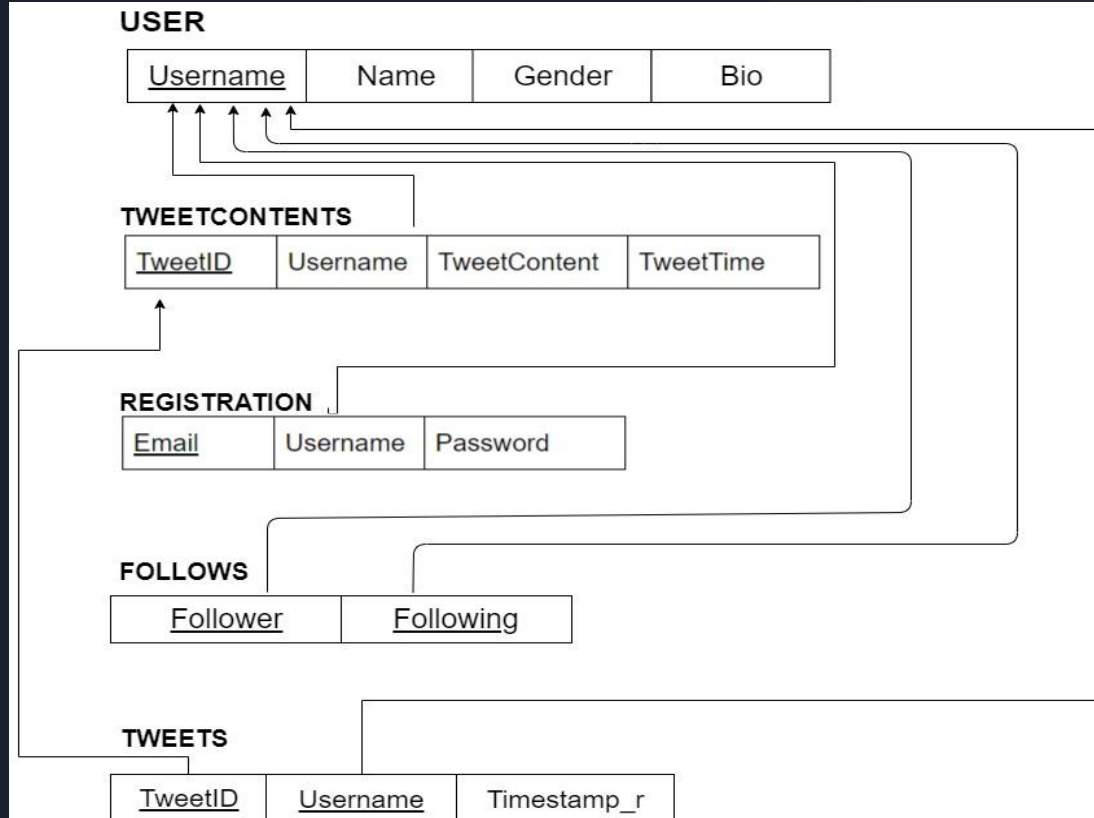 USER
Username Name Gender Bio
TWEETCONTENTS
TweetID Username TweetContent TweetTime
REGISTRATION
Email Username Password
FOLLOWS
Follower Following
TWEETS
TweetID Username Timestamp_r